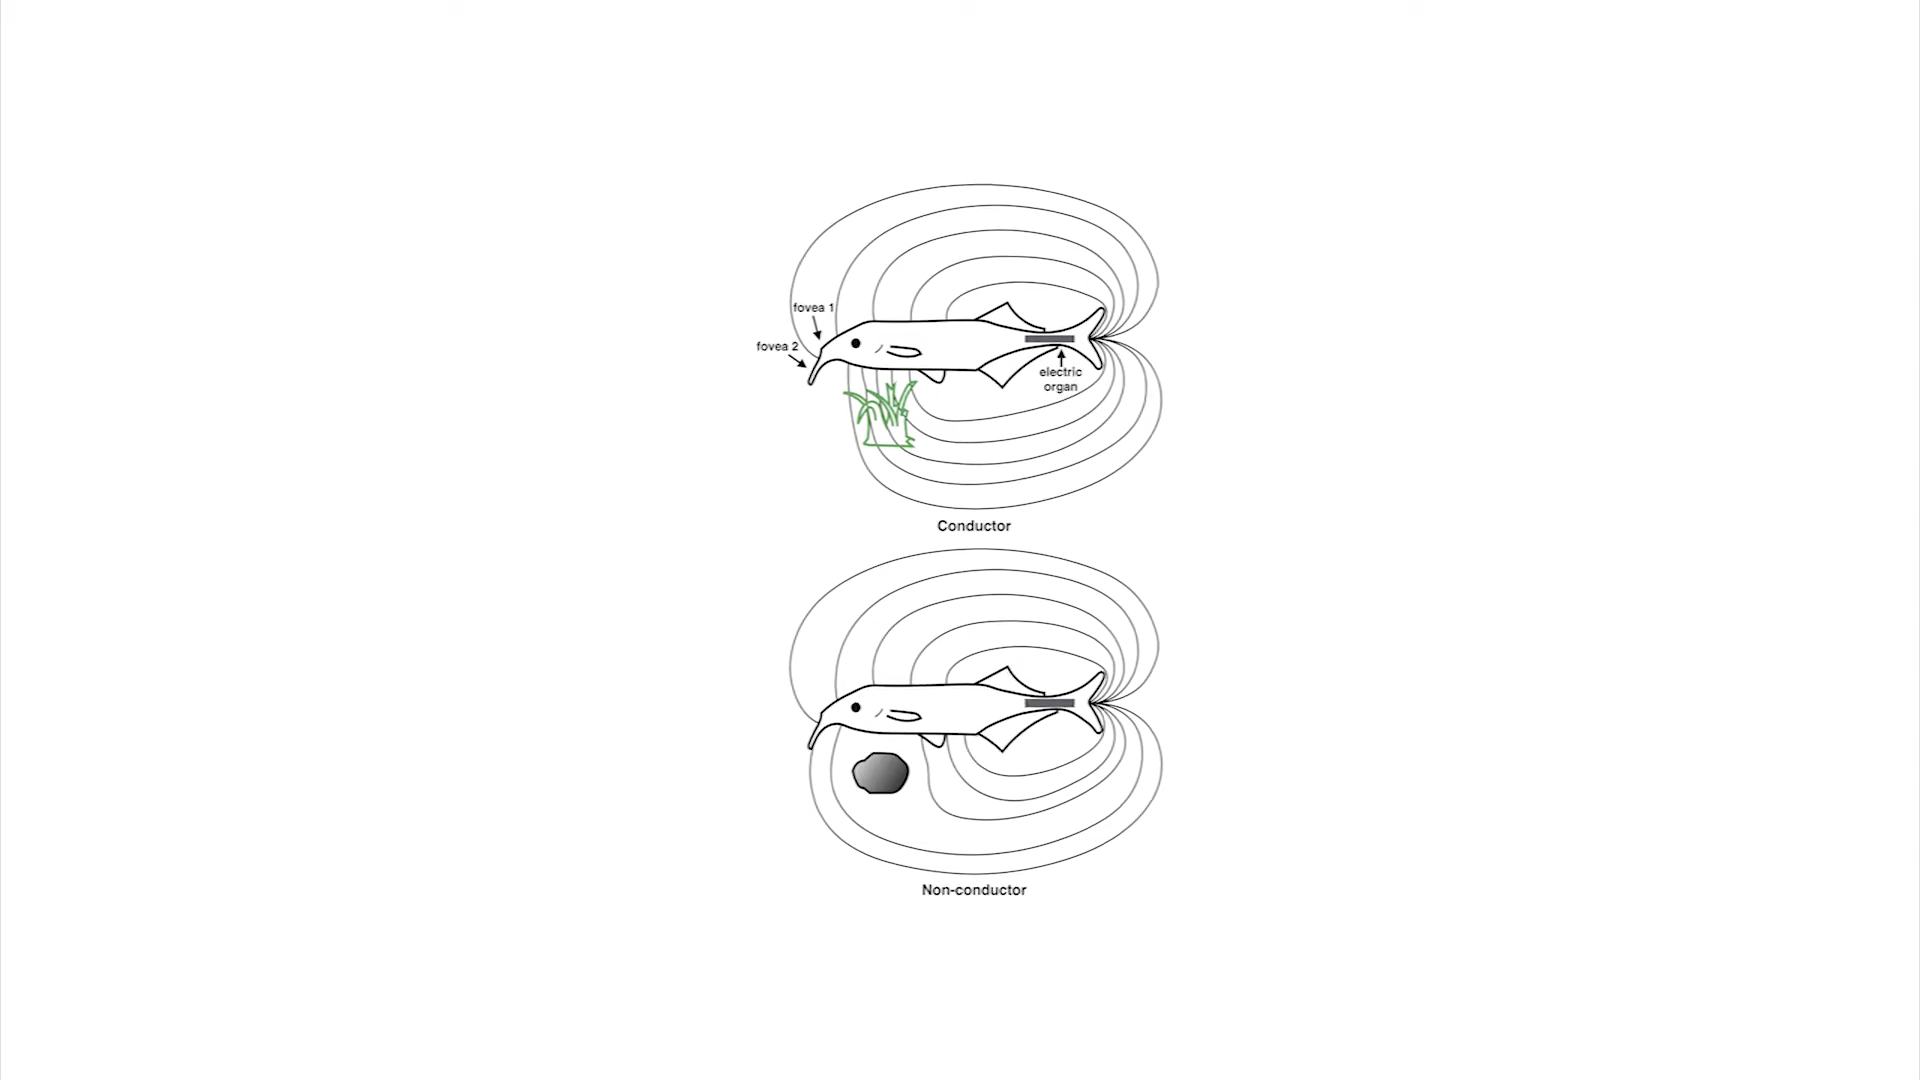 fovea 1
fovea 2
electric
organ
Conductor
Non-conductor